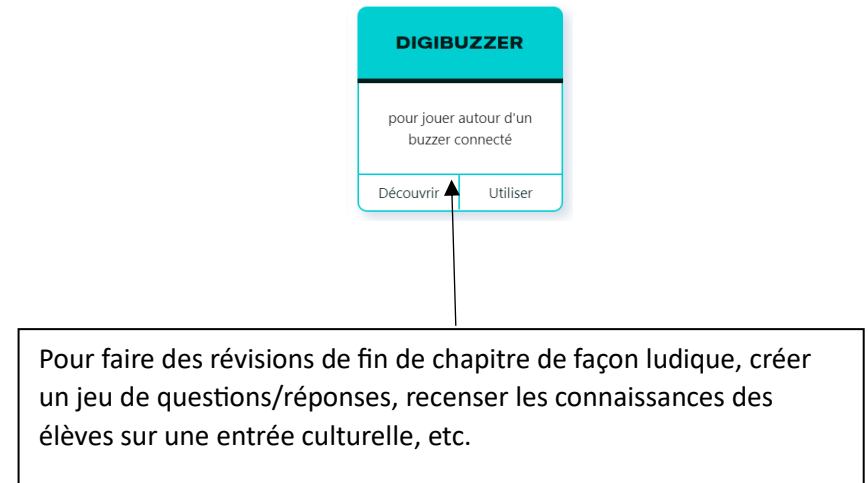 DIGIBUZZER
pour jouer autour d'un
buzzer connecté
Découvrir
Utiliser
Pour faire des révisions de fin de chapitre de façon ludique, créer
un jeu de questions/réponses, recenser les connaissances des
élèves sur une entrée culturelle, etc.